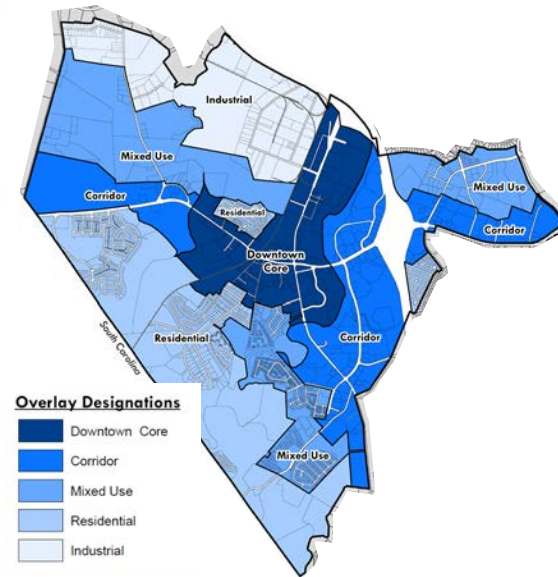 Industrial
Mixed Use
Mixed Use
Corridor
Residential
Corridor
Downtown
Core
South Carolina
Residential
Corridor
Mixed Use
Overlay Designations
Downtown Core
Corridor
Mixed Use
Residential
Industrial